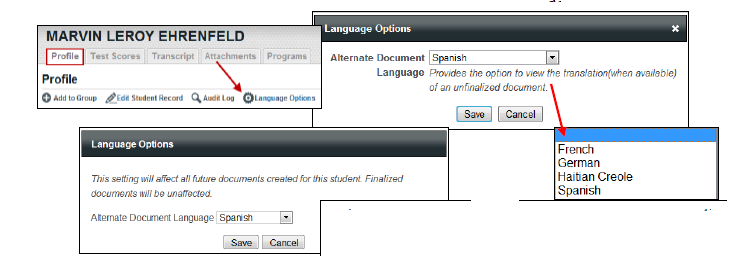 MARVIN LEROY EHRENFELD
Profile Test Scores Transcript Attachments Programs
Profile
Add to Group Edit Student Record Audit Log Language Options
Language Options
Alternate Document Language Spanish
Provides the option to view the translation(when available)
of an unfinalized document.
Save Cancel
French
German
Haitian Creole
Spanish
Language Options
This setting will affect all future documents created for this student. Finalized
documents will be unaffected.
Alternate Document Language Spanish
Save Cancel